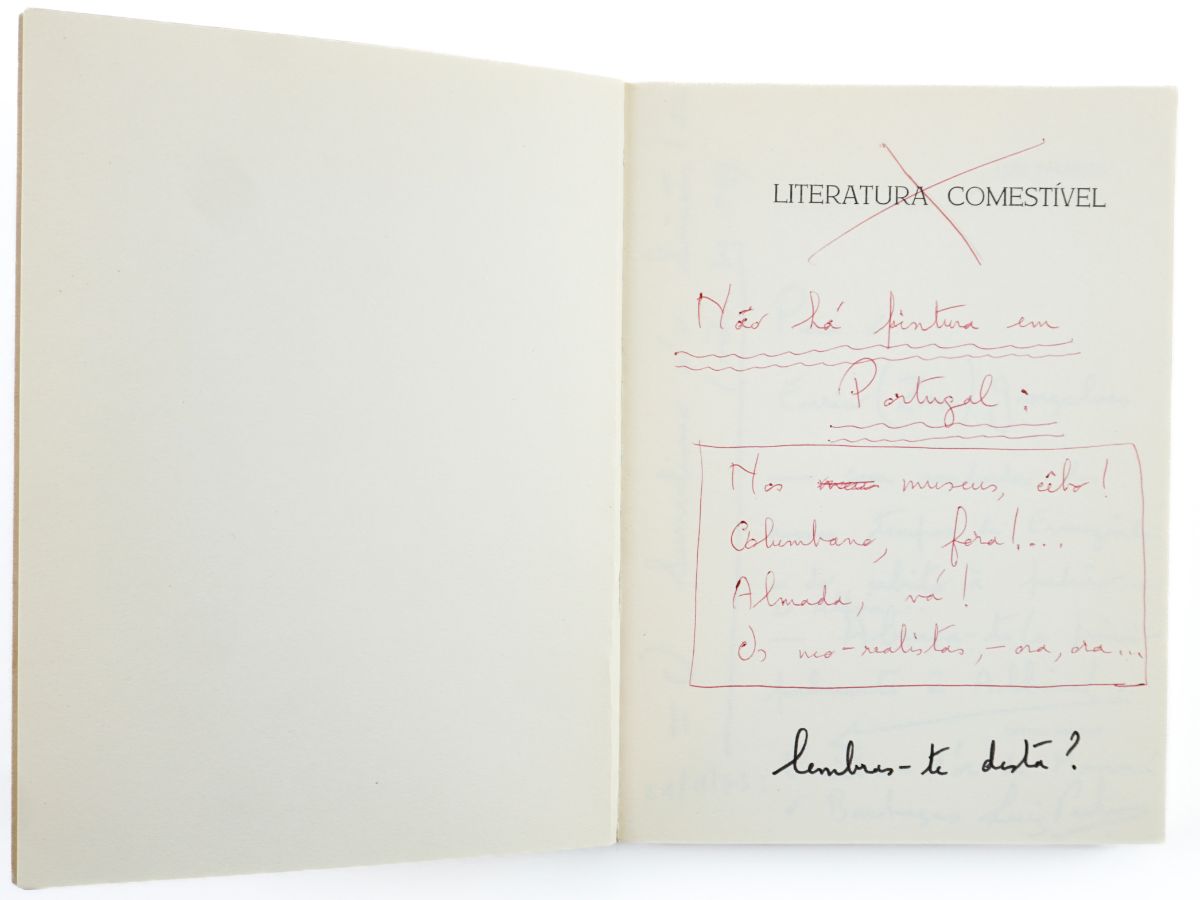 LITERATURA COMESTÍVEL
Não há pintura em
Portugal:
Nos museus, cêbo!
Columbano, fora!...
Almada, vá!
Os neo-realistas, - ora, ora...
lembras-te desta?